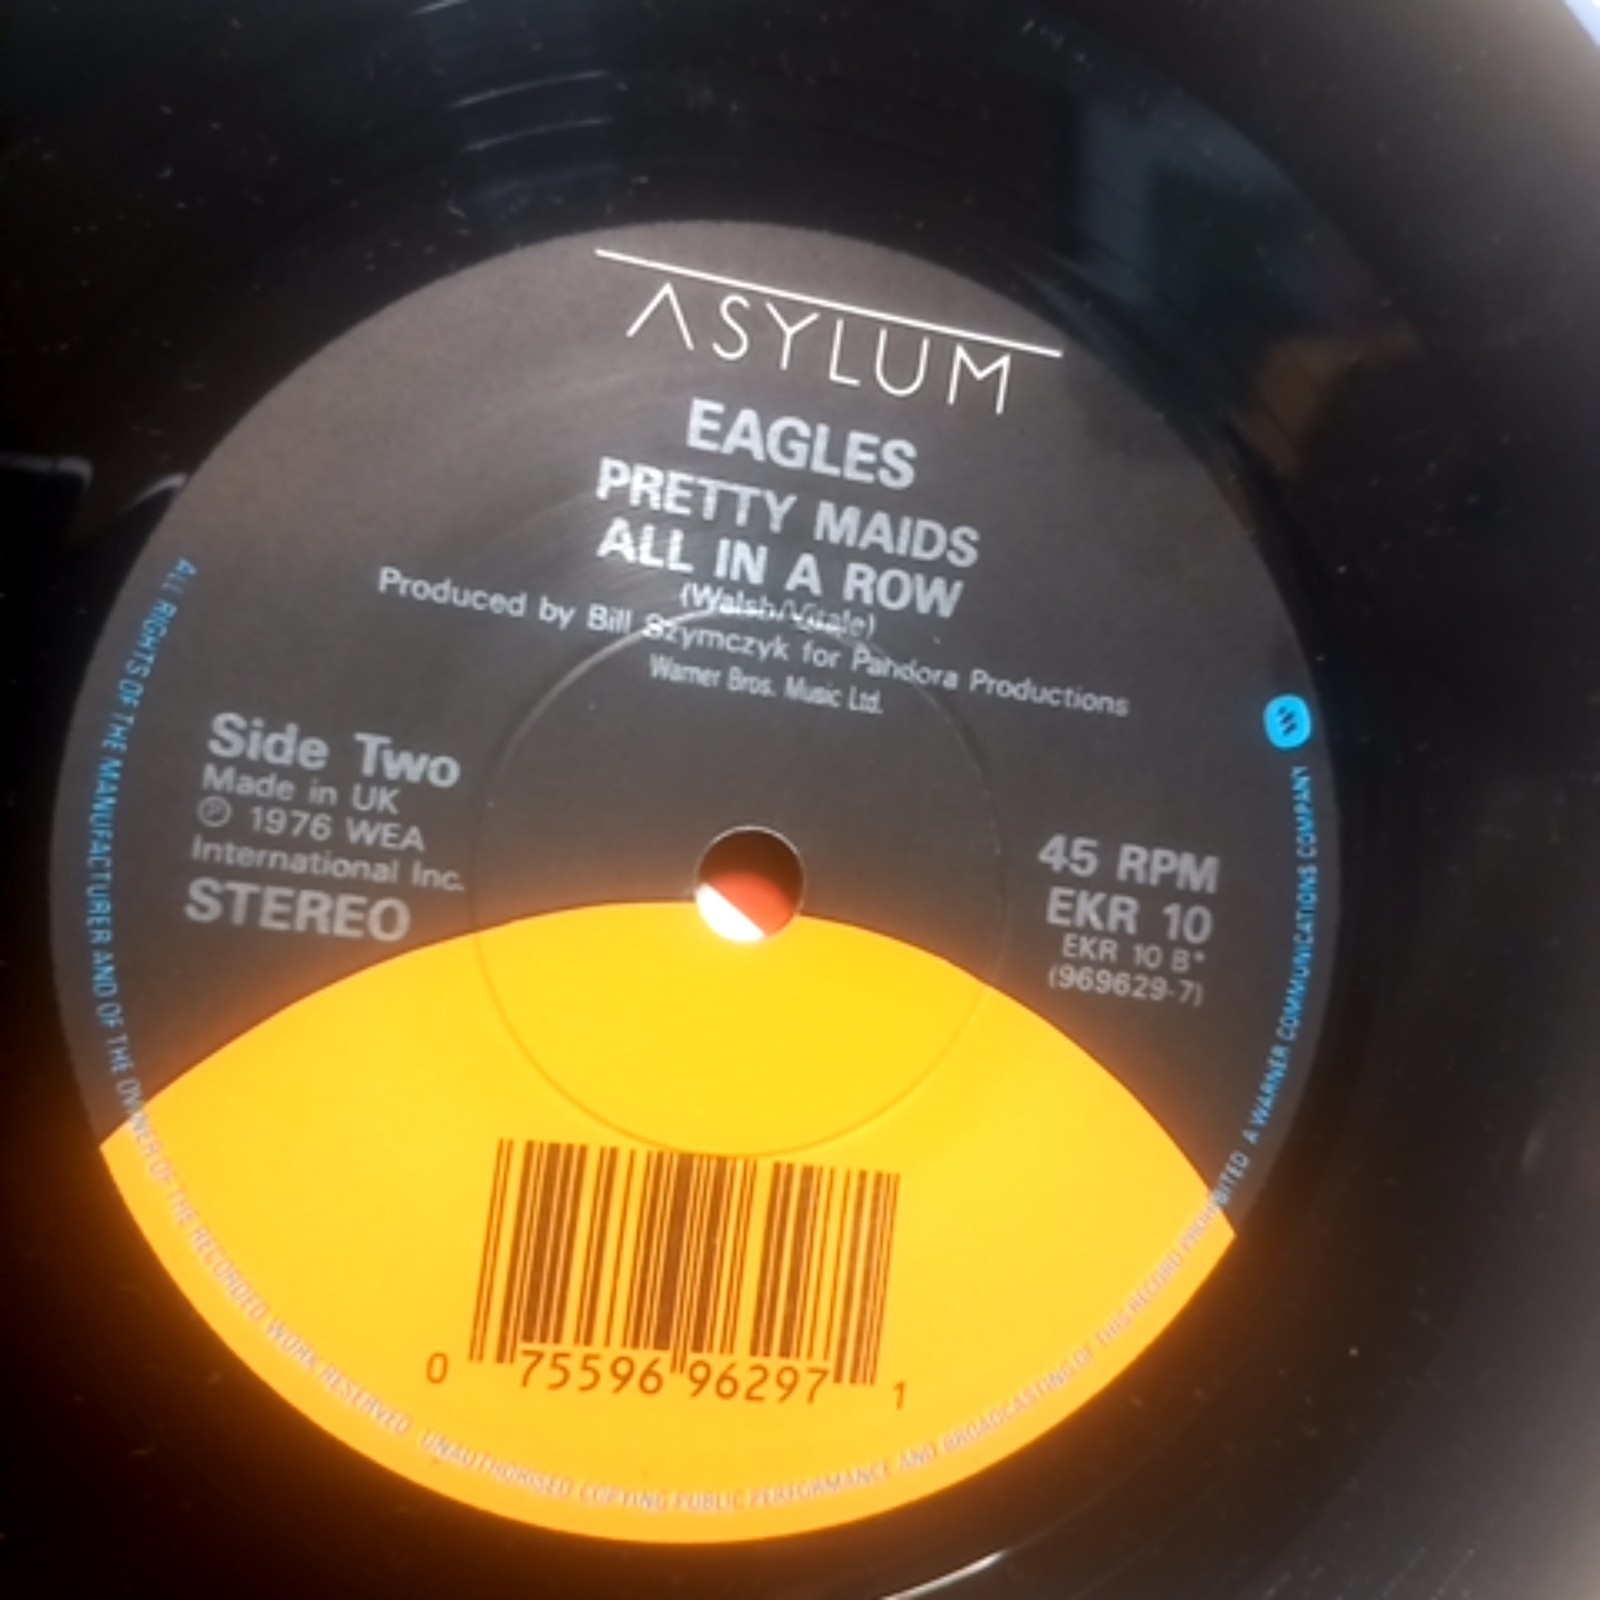 ASYLUM
EAGLES
PRETTY MAIDS
ALL IN A ROW
(Walsh/Vitale)
Produced by Bill Szymczyk for Pandora Productions
Warner Bros. Music Ltd.
Side Two
Made in UK
℗ 1976 WEA
International Inc.
STEREO
45 RPM
EKR 10
EKR 10 B*
(969629-7)
0 75596 96297 1
ALL RIGHTS OF THE MANUFACTURER AND OF THE OWNER OF THE RECORDED WORK RESERVED UNAUTHORISED COPYING PUBLIC PERFORMANCE AND BROADCASTING OF THIS RECORD PROHIBITED A WARNER COMMUNICATIONS COMPANY